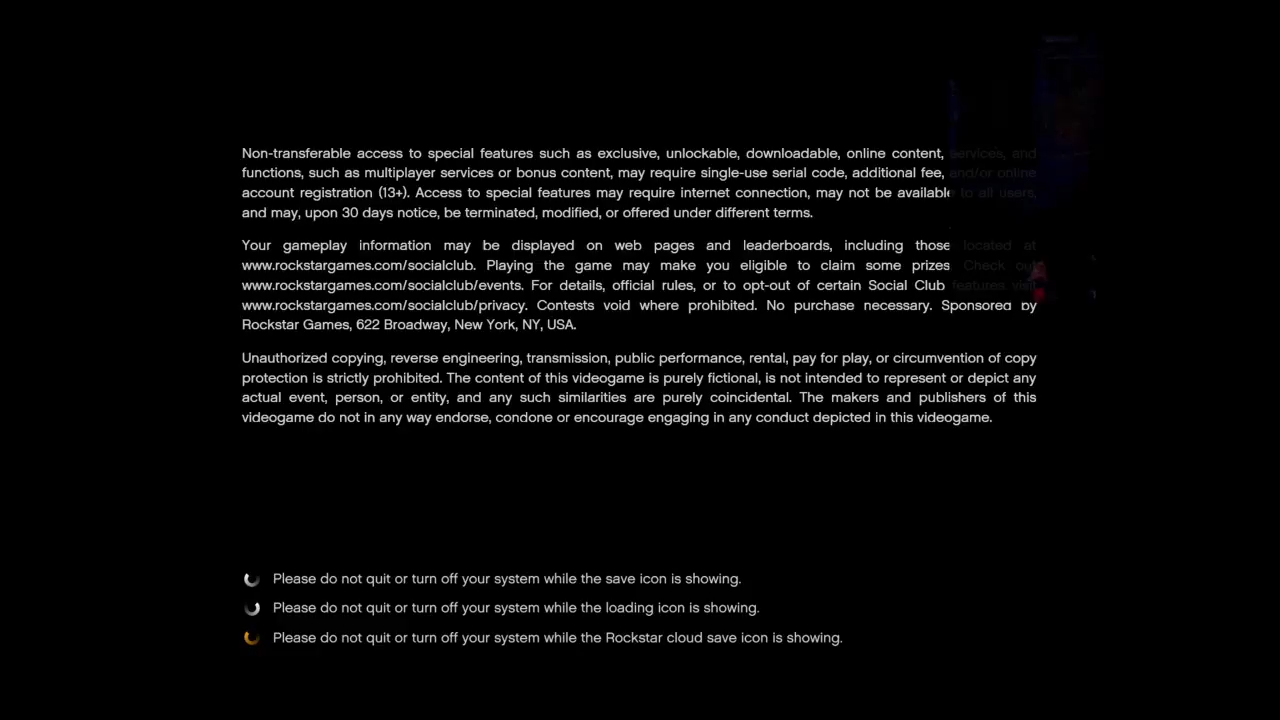 Non-transferable access to special features such as exclusive, unlockable, downloadable, online content, services, and
functions, such as multiplayer services or bonus content, may require single-use serial code, additional fee, and/or online
account registration (13+). Access to special features may require internet connection, may not be available to all users,
and may, upon 30 days notice, be terminated, modified, or offered under different terms.
Your gameplay information may be displayed on web pages and leaderboards, including those located at
www.rockstargames.com/socialclub. Playing the game may make you eligible to claim some prizes. Check out
www.rockstargames.com/socialclub/events. For details, official rules, or to opt-out of certain Social Club features visit
www.rockstargames.com/socialclub/privacy. Contests void where prohibited. No purchase necessary. Sponsored by
Rockstar Games, 622 Broadway, New York, NY, USA.
Unauthorized copying, reverse engineering, transmission, public performance, rental, pay for play, or circumvention of copy
protection is strictly prohibited. The content of this videogame is purely fictional, is not intended to represent or depict any
actual event, person, or entity, and any such similarities are purely coincidental. The makers and publishers of this
videogame do not in any way endorse, condone or encourage engaging in any conduct depicted in this videogame.
Please do not quit or turn off your system while the save icon is showing.
Please do not quit or turn off your system while the loading icon is showing.
Please do not quit or turn off your system while the Rockstar cloud save icon is showing.